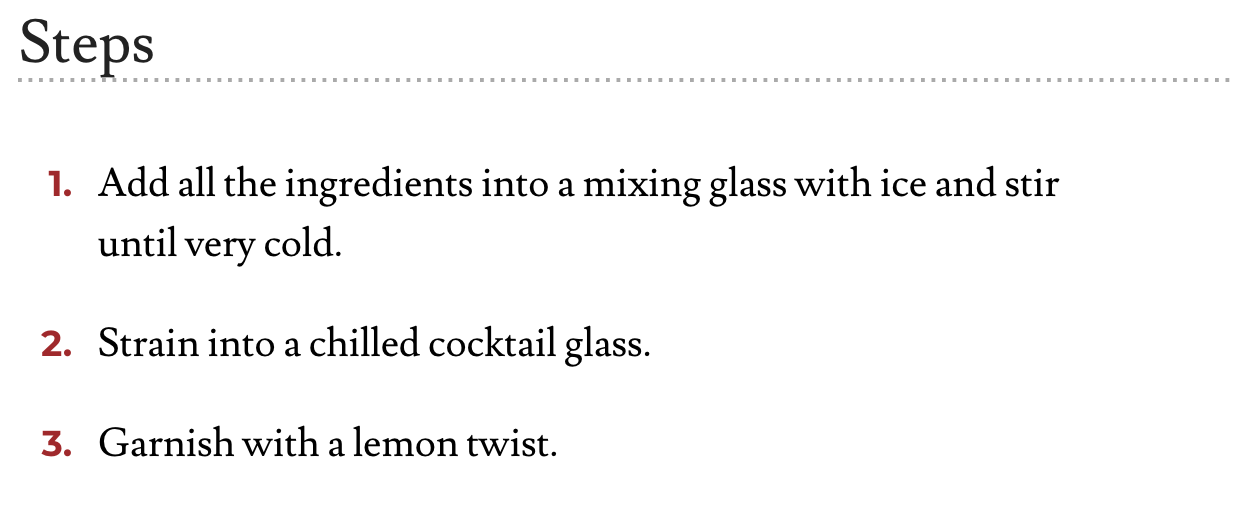 Steps
1. Add all the ingredients into a mixing glass with ice and stir
until very cold.
2. Strain into a chilled cocktail glass.
3. Garnish with a lemon twist.